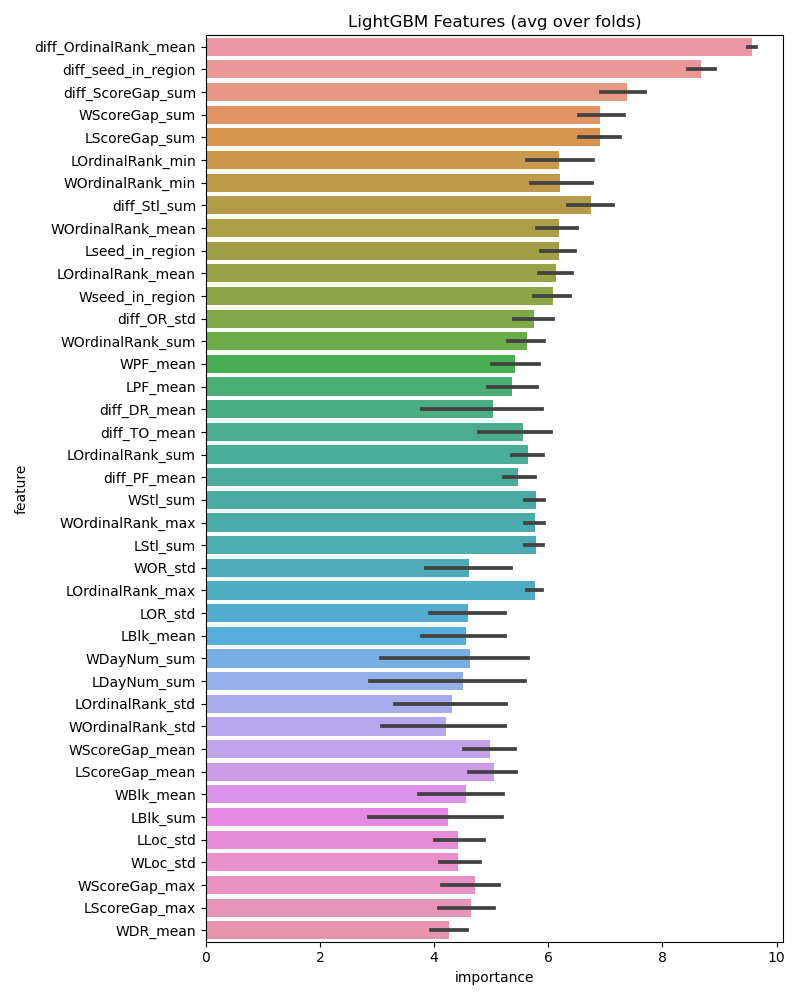 LightGBM Features (avg over folds)
diff_OrdinalRank_mean
diff_seed_in_region
diff_ScoreGap_sum
WScoreGap_sum
LScoreGap_sum
LOrdinalRank_min
WOrdinalRank_min
diff_Stl_sum
WOrdinalRank_mean
Lseed_in_region
LOrdinalRank_mean
Wseed_in_region
diff_OR_std
WOrdinalRank_sum
WPF_mean
LPF_mean
diff_DR_mean
diff_TO_mean
LOrdinalRank_sum
diff_PF_mean
WStl_sum
WOrdinalRank_max
LStl_sum
WOR_std
LOrdinalRank_max
LOR_std
LBlk_mean
WDayNum_sum
LDayNum_sum
LOrdinalRank_std
WOrdinalRank_std
WScoreGap_mean
LScoreGap_mean
WBlk_mean
LBlk_sum
LLoc_std
WLoc_std
WScoreGap_max
LScoreGap_max
WDR_mean
feature
0 2 4 6 8 10
importance